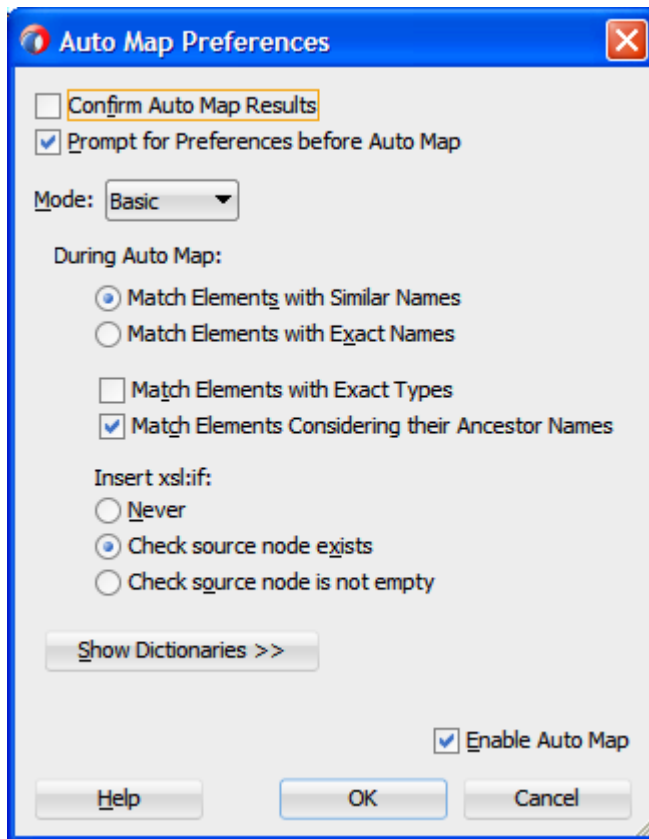 Auto Map Preferences
Confirm Auto Map Results
Prompt for Preferences before Auto Map
Mode: Basic
During Auto Map:
Match Elements with Similar Names
Match Elements with Exact Names
Match Elements with Exact Types
Match Elements Considering their Ancestor Names
Insert xsl:if:
Never
Check source node exists
Check source node is not empty
Show Dictionaries >>
Enable Auto Map
Help OK Cancel